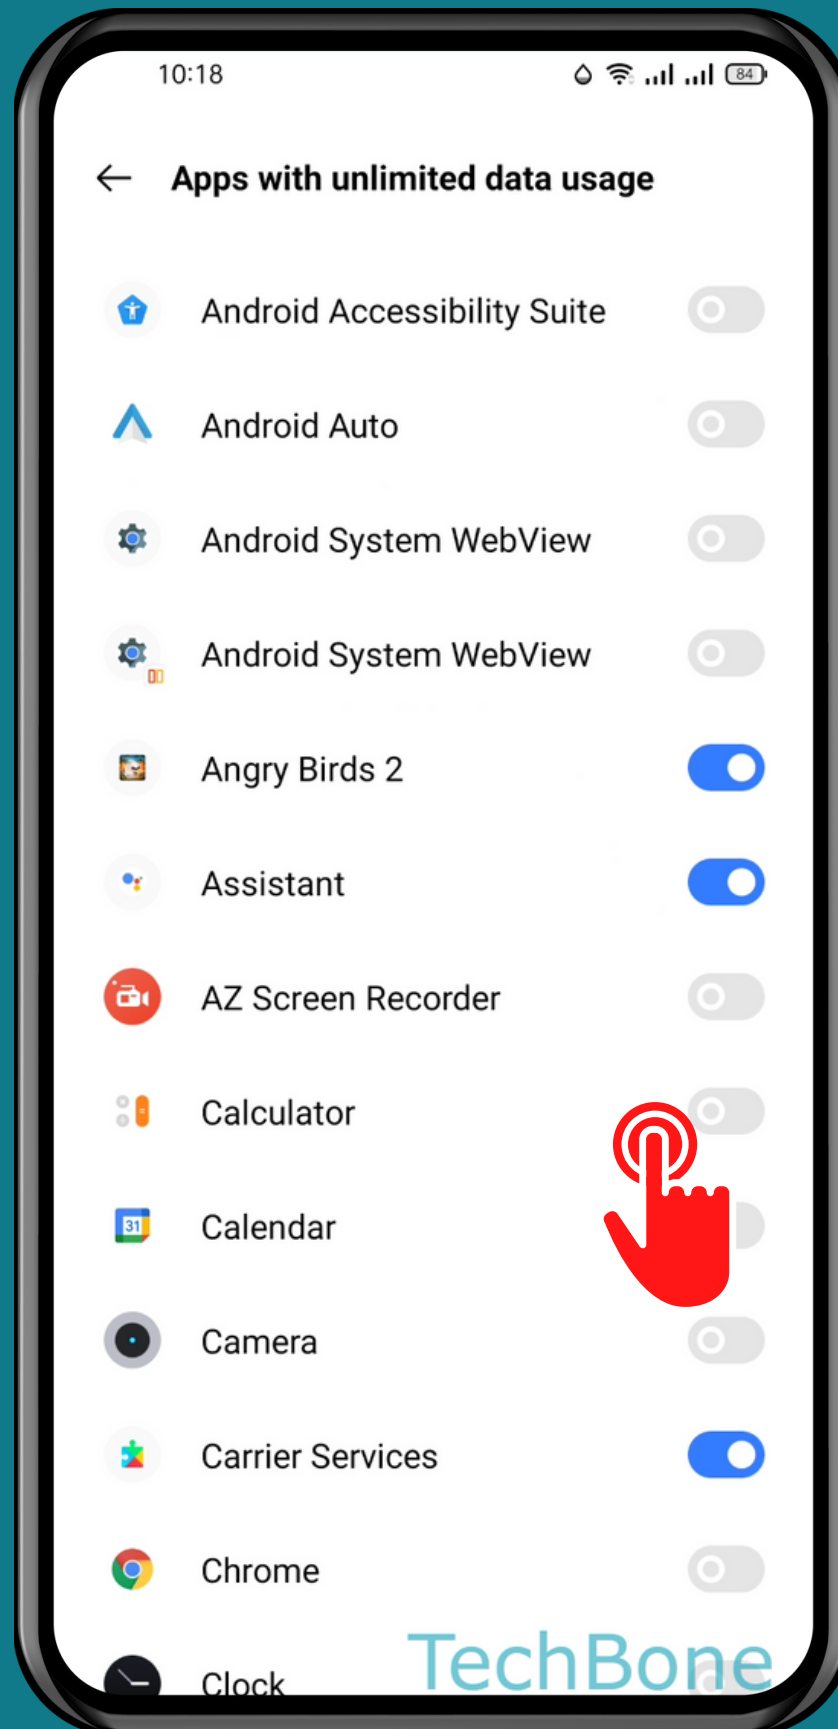 10:18
84
Apps with unlimited data usage
Android Accessibility Suite
Android Auto
Android System WebView
Android System WebView
Angry Birds 2
Assistant
AZ Screen Recorder
Calculator
31
Calendar
Camera
Carrier Services
Chrome
Clock
TechBone